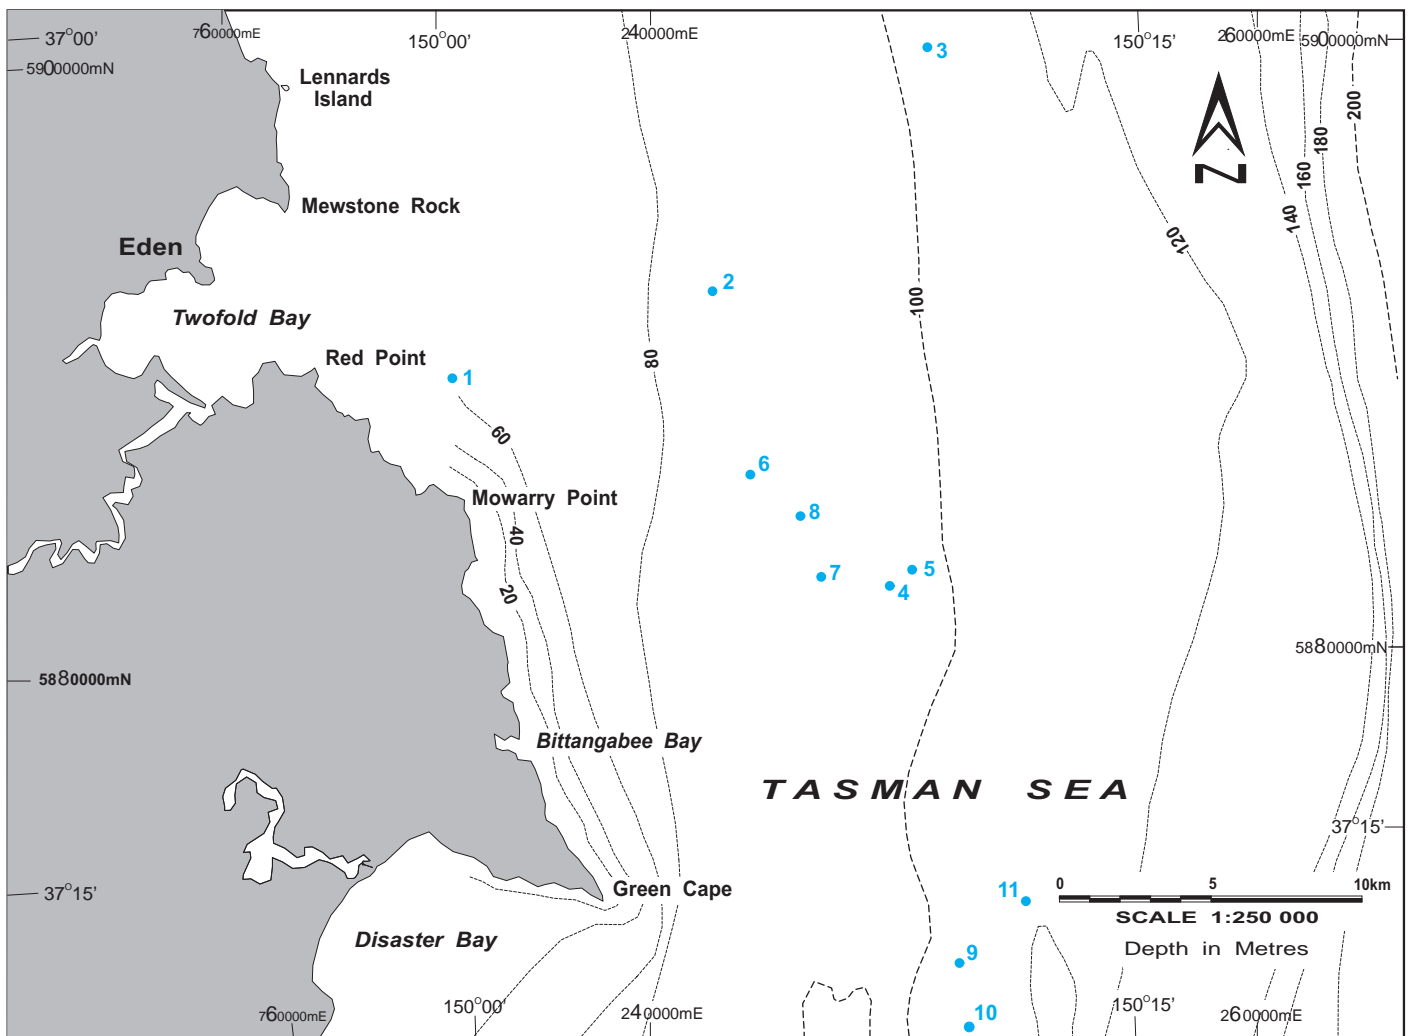 37°00'
760000mE
150°00'
240000mE
150°15'
260000mE
5900000mN
5900000mN
Lennards
Island
3
200
180
160
140
Mewstone Rock
Eden
120
2
100
Twofold Bay
Red Point
80
1
60
6
Mowarry Point
8
40
5
7
4
20
5880000mN
5880000mN
Bittangabee Bay
TASMAN SEA
37°15'
37°15'
Green Cape
11
0 5 10km
SCALE 1:250 000
Depth in Metres
Disaster Bay
9
10
760000mE
150°00'
240000mE
150°15'
260000mE
N